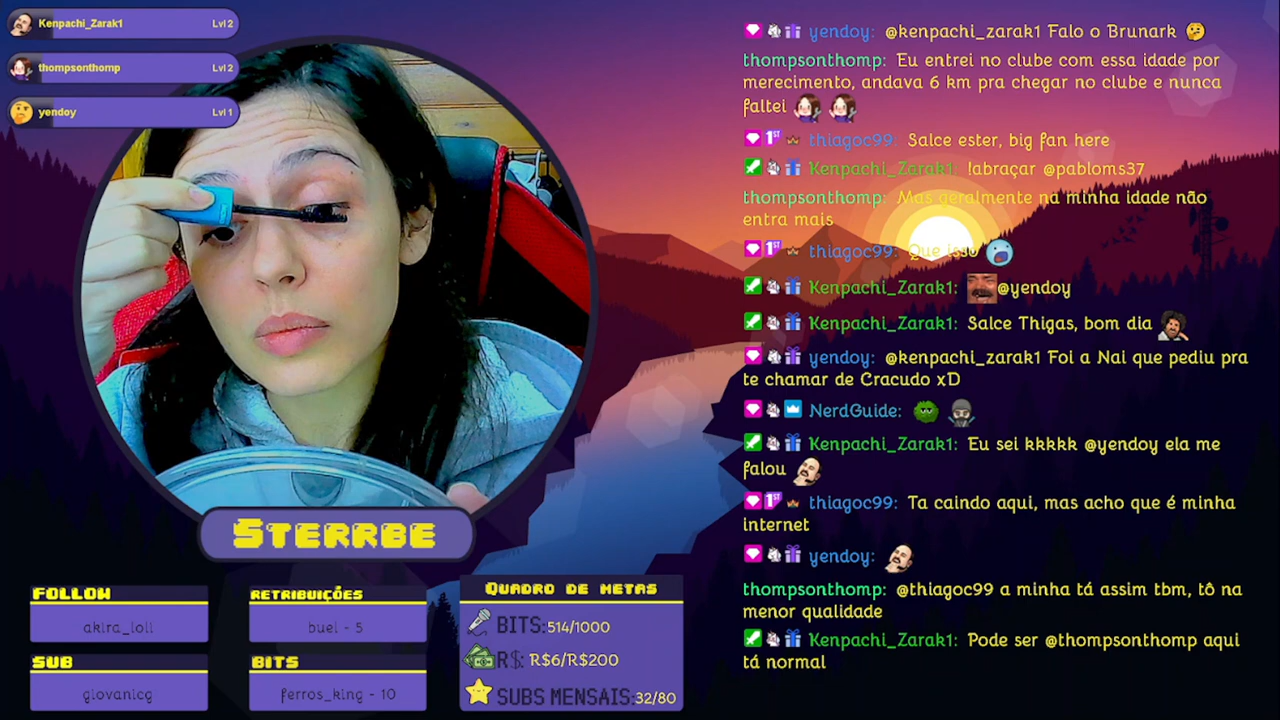 Kenpachi_Zarak1 Lvl 2
thompsonthomp Lvl 2
yendoy Lvl 1
STERRBE
FOLLOW
akira_loli
RETRIBUIÇÕES
buel - 5
SUB
giovanicg
BITS
ferros_king - 10
QUADRO DE METAS
BITS:514/1000
R$: R$6/R$200
SUBS MENSAIS:32/80
yendoy: @kenpachi_zarak1 Falo o Brunark
thompsonthomp: Eu entrei no clube com essa idade por
merecimento, andava 6 km pra chegar no clube e nunca
faltei
1ST thiagoc99: Salce ester, big fan here
Kenpachi_Zarak1: !abraçar @pabloms37
thompsonthomp: Mas geralmente na minha idade não
entra mais
1ST thiagoc99: Que isso
Kenpachi_Zarak1: @yendoy
Kenpachi_Zarak1: Salce Thigas, bom dia
yendoy: @kenpachi_zarak1 Foi a Nai que pediu pra
te chamar de Cracudo xD
NerdGuide:
Kenpachi_Zarak1: Eu sei kkkkk @yendoy ela me
falou
1ST thiagoc99: Ta caindo aqui, mas acho que é minha
internet
yendoy:
thompsonthomp: @thiagoc99 a minha tá assim tbm, tô na
menor qualidade
Kenpachi_Zarak1: Pode ser @thompsonthomp aqui
tá normal